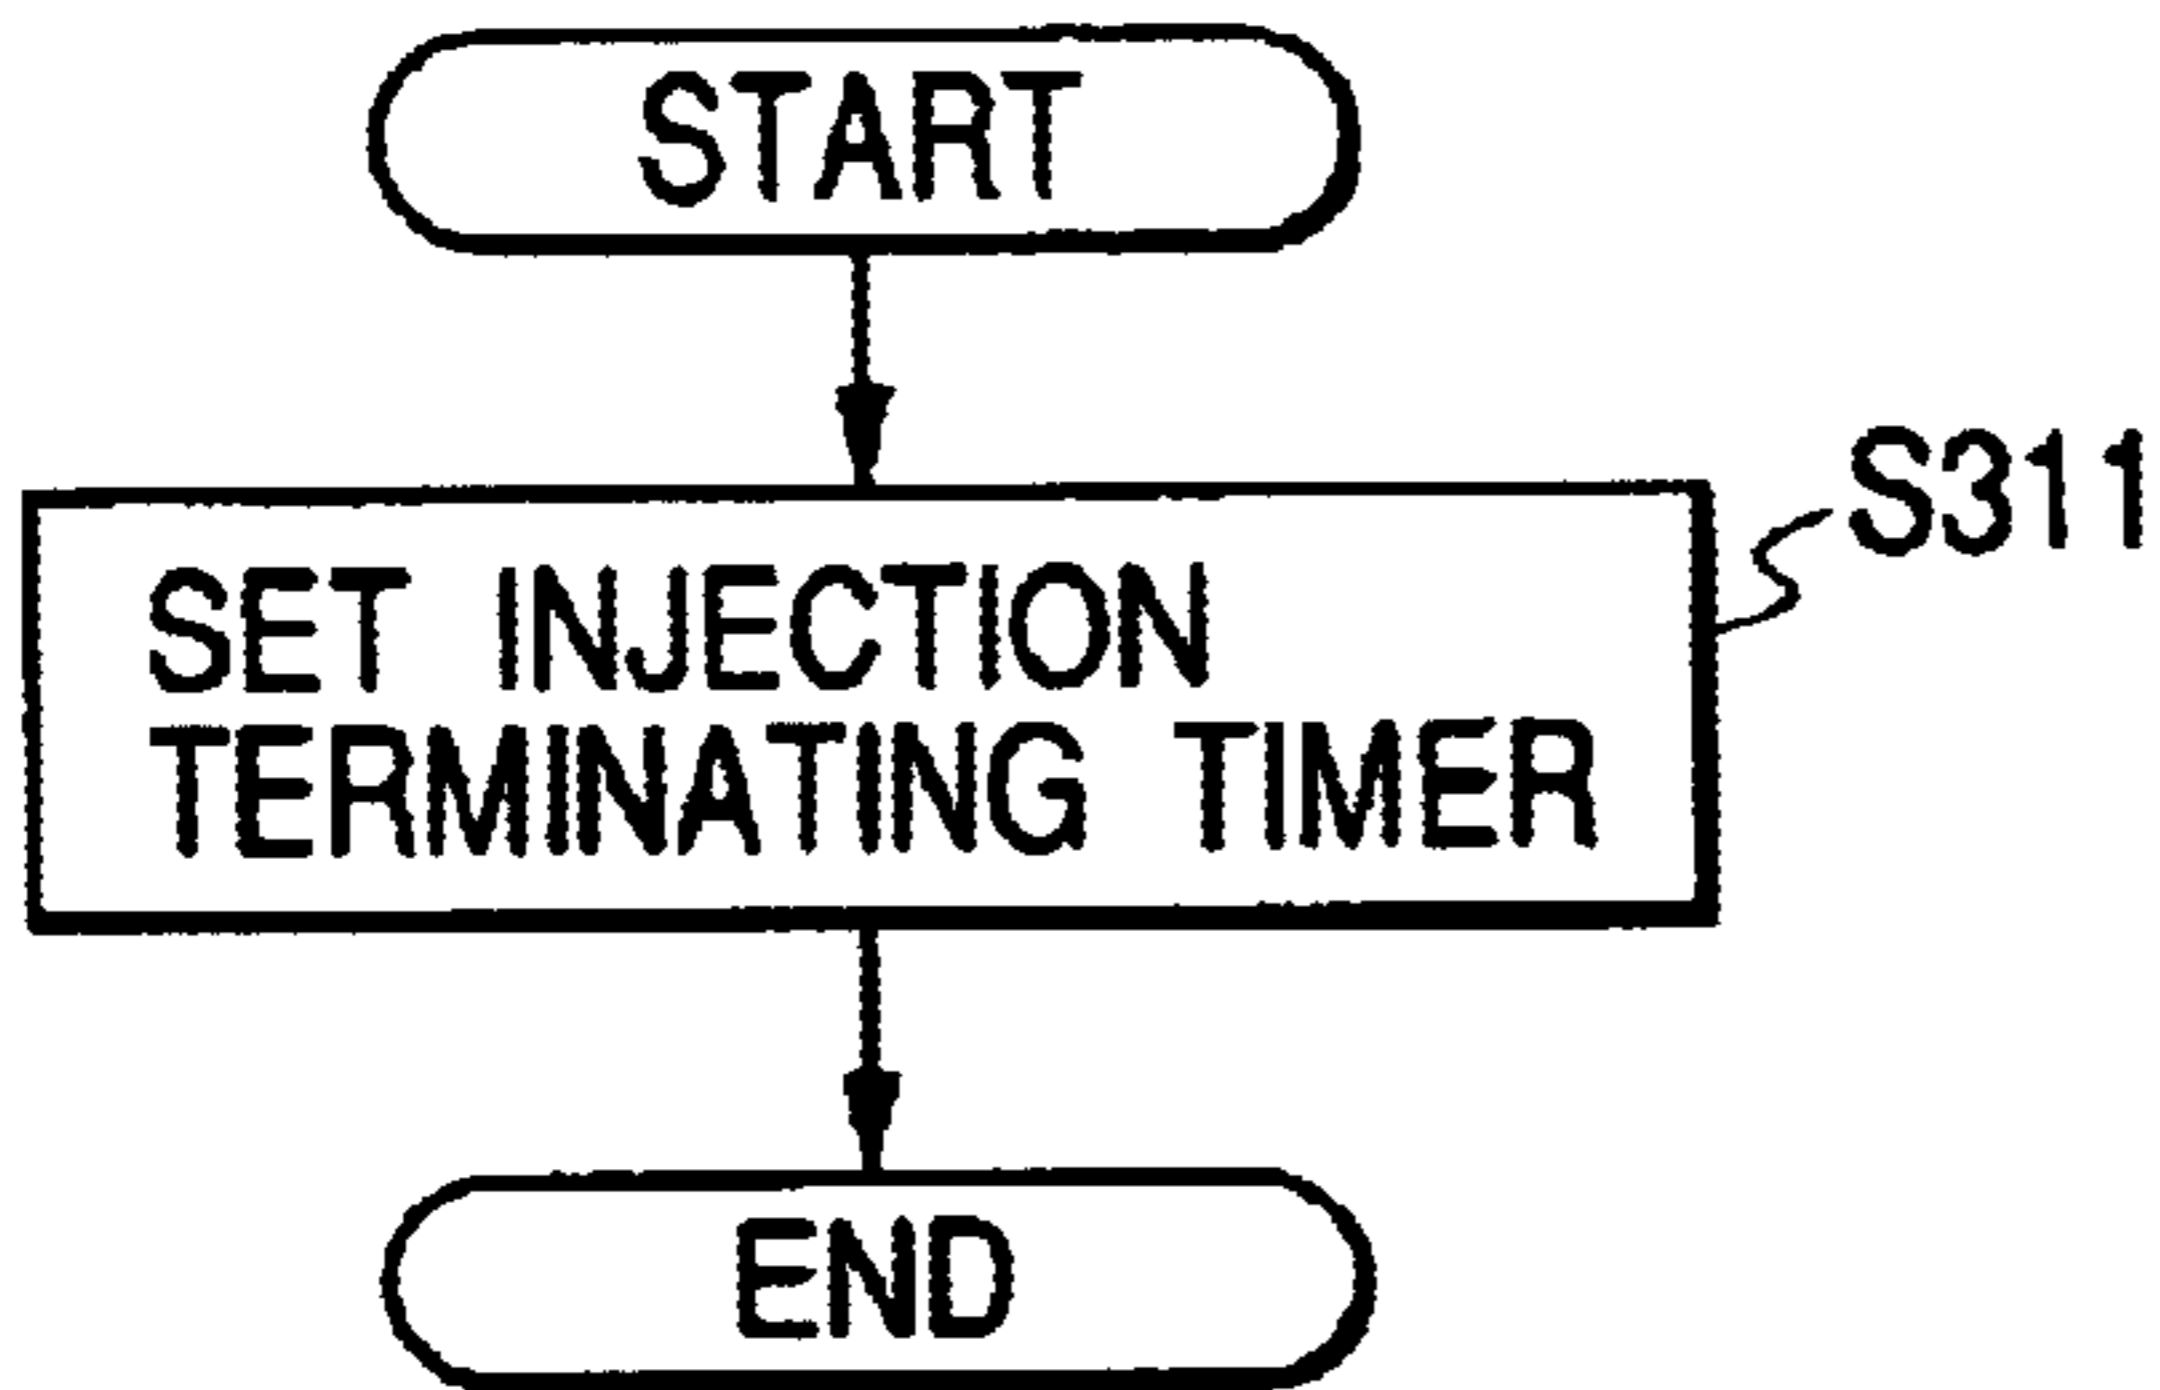 START
S311
SET INJECTION
TERMINATING TIMER
END